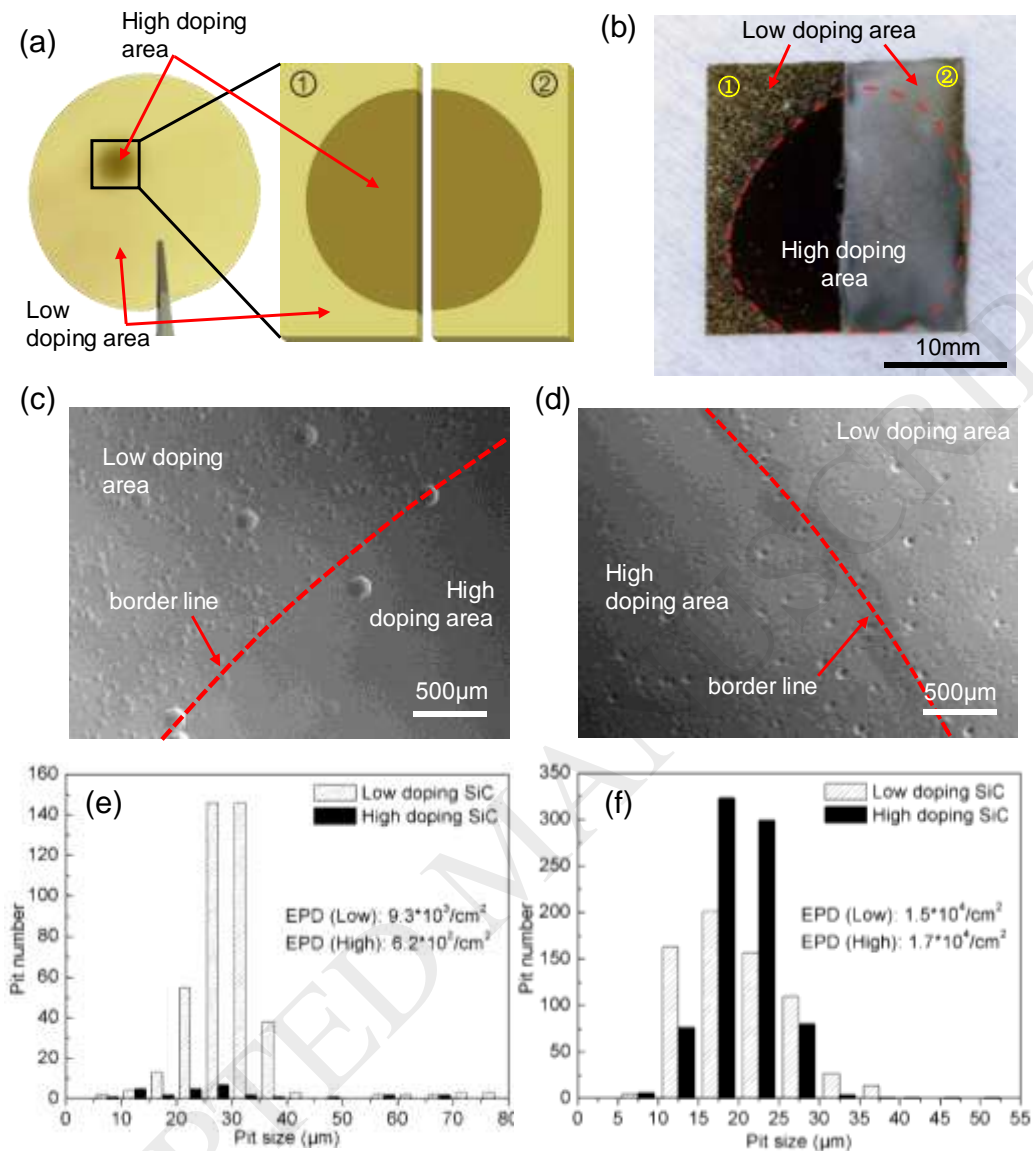 (a)
High doping
area
①
②
Low
doping area
(b)
Low doping area
①
②
High doping
area
10mm
(c)
Low doping
area
border line
High
doping area
500μm
(d)
Low doping area
High
doping area
border line
500μm
(e)
Low doping SiC
High doping SiC
EPD (Low): 9.3*10³/cm²
EPD (High): 6.2*10²/cm²
Pit number
160
140
120
100
80
60
40
20
0
0 10 20 30 40 50 60 70 80
Pit size (μm)
(f)
Low doping SiC
High doping SiC
EPD (Low): 1.5*10⁴/cm²
EPD (High): 1.7*10⁴/cm²
Pit number
350
300
250
200
150
100
50
0
0 5 10 15 20 25 30 35 40 45 50 55
Pit size (μm)